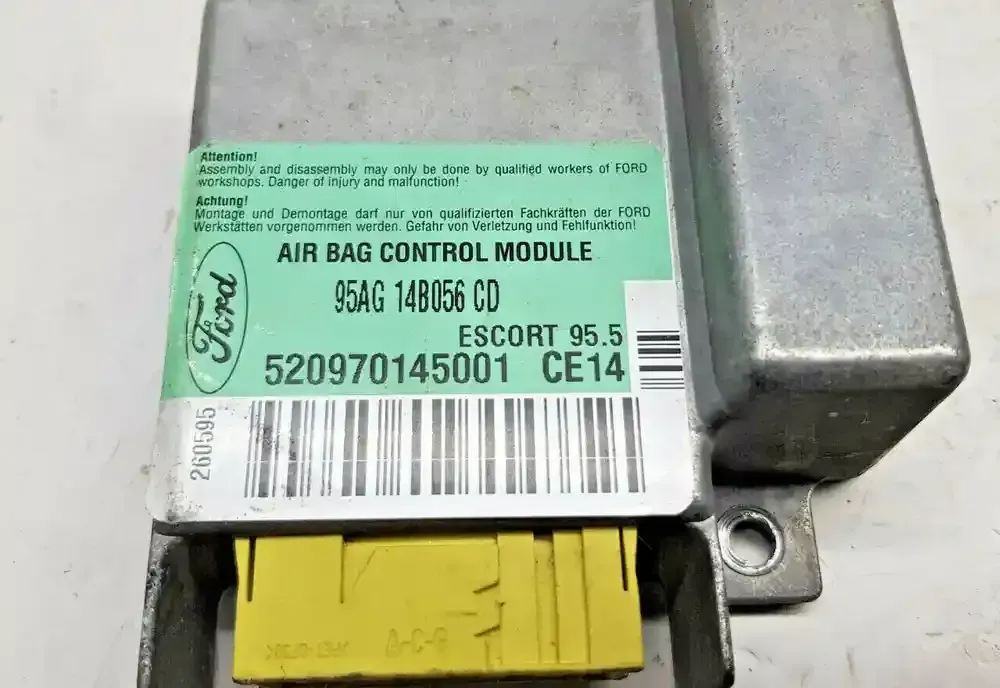 Attention!
Assembly and disassembly may only be done by qualified workers of FORD
workshops. Danger of injury and malfunction!
Achtung!
Montage und Demontage darf nur von qualifizierten Fachkräften der FORD
Werkstätten vorgenommen werden. Gefahr von Verletzung und Fehlfunktion!
AIR BAG CONTROL MODULE
95AG 14B056 CD
Ford
ESCORT 95.5
520970145001 CE14
260595